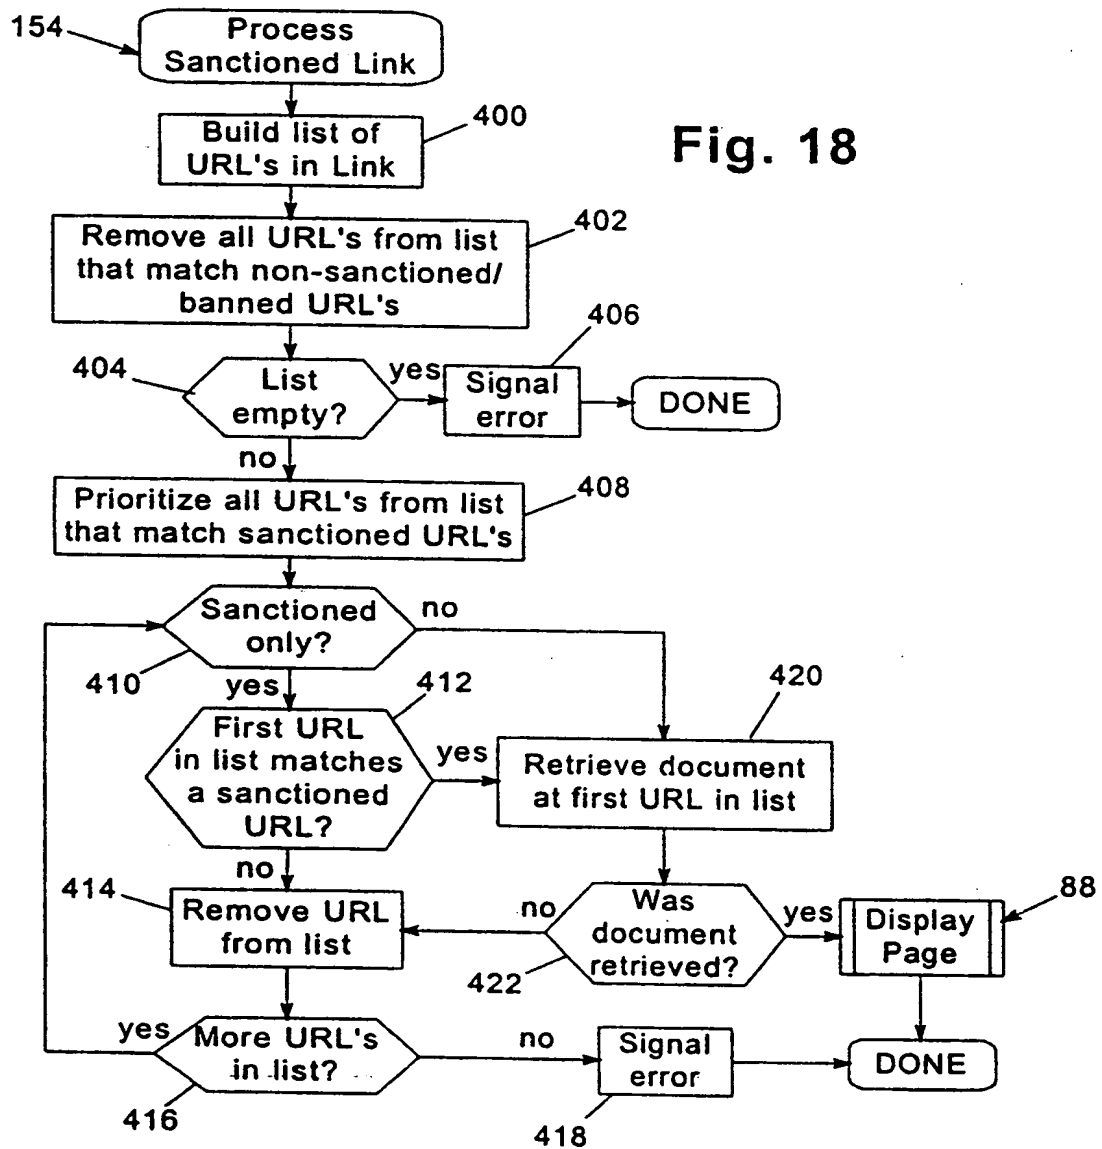 154
Process
Sanctioned Link
Build list of
URL's in Link
400
Fig. 18
Remove all URL's from list
that match non-sanctioned/
banned URL's
402
404
List
empty?
yes
Signal
error
406
DONE
no
Prioritize all URL's from list
that match sanctioned URL's
408
Sanctioned
only?
no
410
yes
412
First URL
in list matches
a sanctioned
URL?
yes
420
Retrieve document
at first URL in list
no
414
Remove URL
from list
no
Was
document
retrieved?
422
yes
Display
Page
88
yes
More URL's
in list?
416
no
Signal
error
418
DONE